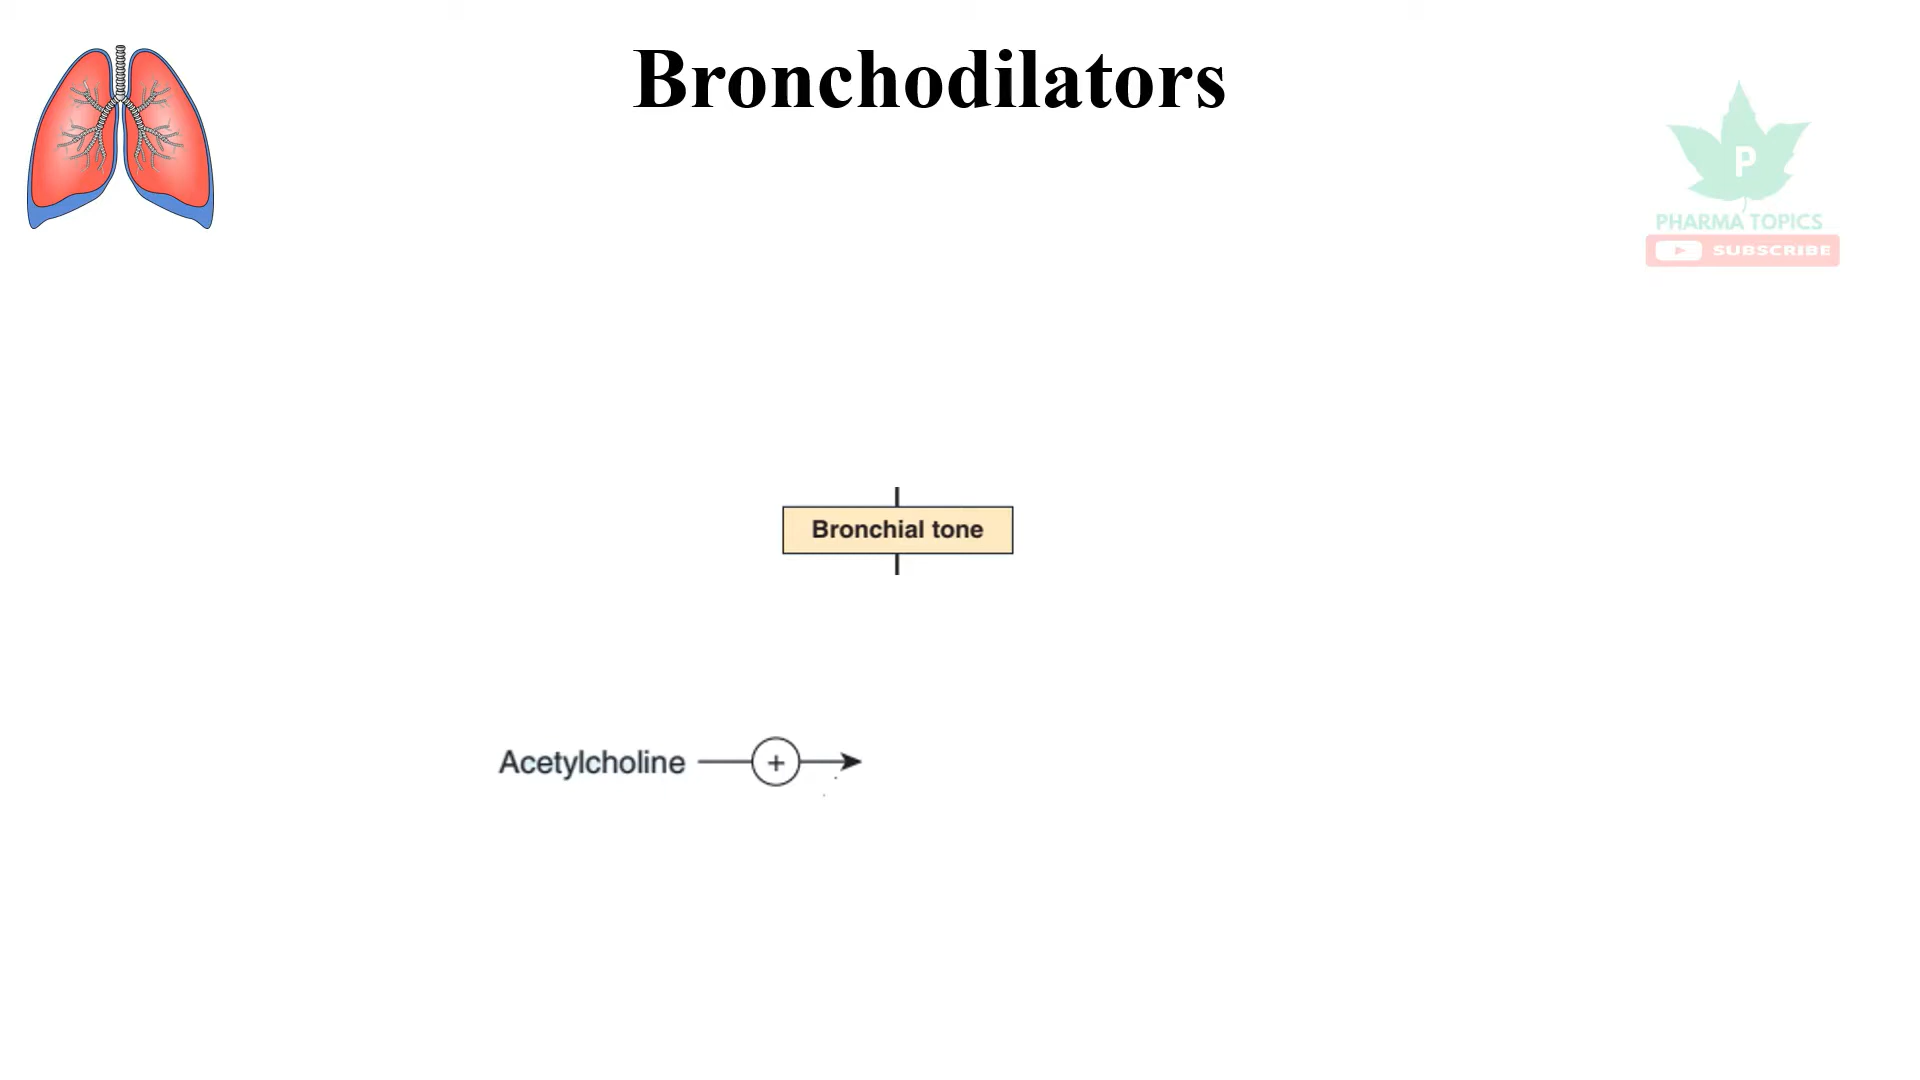 Bronchodilators
P
PHARMA TOPICS
SUBSCRIBE
Bronchial tone
Acetylcholine +